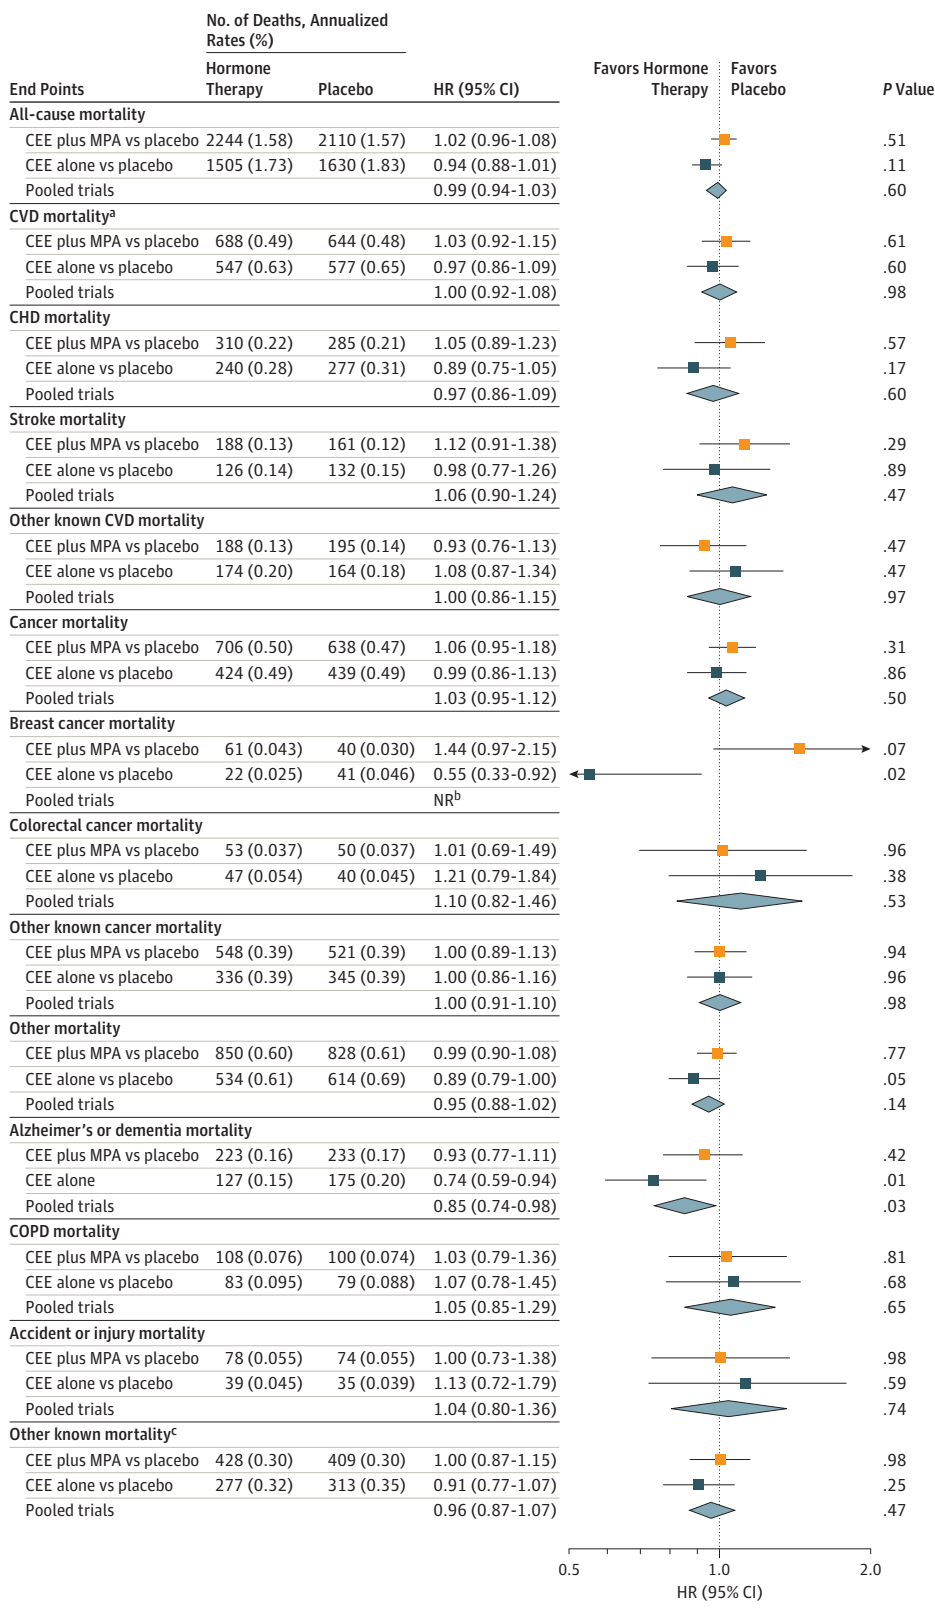 No. of Deaths, Annualized
Rates (%)
Hormone Favors Hormone Favors
End Points Therapy Placebo HR (95% CI) Therapy Placebo P Value
All-cause mortality
CEE plus MPA vs placebo 2244 (1.58) 2110 (1.57) 1.02 (0.96-1.08) .51
CEE alone vs placebo 1505 (1.73) 1630 (1.83) 0.94 (0.88-1.01) .11
Pooled trials 0.99 (0.94-1.03) .60
CVD mortalityᵃ
CEE plus MPA vs placebo 688 (0.49) 644 (0.48) 1.03 (0.92-1.15) .61
CEE alone vs placebo 547 (0.63) 577 (0.65) 0.97 (0.86-1.09) .60
Pooled trials 1.00 (0.92-1.08) .98
CHD mortality
CEE plus MPA vs placebo 310 (0.22) 285 (0.21) 1.05 (0.89-1.23) .57
CEE alone vs placebo 240 (0.28) 277 (0.31) 0.89 (0.75-1.05) .17
Pooled trials 0.97 (0.86-1.09) .60
Stroke mortality
CEE plus MPA vs placebo 188 (0.13) 161 (0.12) 1.12 (0.91-1.38) .29
CEE alone vs placebo 126 (0.14) 132 (0.15) 0.98 (0.77-1.26) .89
Pooled trials 1.06 (0.90-1.24) .47
Other known CVD mortality
CEE plus MPA vs placebo 188 (0.13) 195 (0.14) 0.93 (0.76-1.13) .47
CEE alone vs placebo 174 (0.20) 164 (0.18) 1.08 (0.87-1.34) .47
Pooled trials 1.00 (0.86-1.15) .97
Cancer mortality
CEE plus MPA vs placebo 706 (0.50) 638 (0.47) 1.06 (0.95-1.18) .31
CEE alone vs placebo 424 (0.49) 439 (0.49) 0.99 (0.86-1.13) .86
Pooled trials 1.03 (0.95-1.12) .50
Breast cancer mortality
CEE plus MPA vs placebo 61 (0.043) 40 (0.030) 1.44 (0.97-2.15) .07
CEE alone vs placebo 22 (0.025) 41 (0.046) 0.55 (0.33-0.92) .02
Pooled trials NRᵇ
Colorectal cancer mortality
CEE plus MPA vs placebo 53 (0.037) 50 (0.037) 1.01 (0.69-1.49) .96
CEE alone vs placebo 47 (0.054) 40 (0.045) 1.21 (0.79-1.84) .38
Pooled trials 1.10 (0.82-1.46) .53
Other known cancer mortality
CEE plus MPA vs placebo 548 (0.39) 521 (0.39) 1.00 (0.89-1.13) .94
CEE alone vs placebo 336 (0.39) 345 (0.39) 1.00 (0.86-1.16) .96
Pooled trials 1.00 (0.91-1.10) .98
Other mortality
CEE plus MPA vs placebo 850 (0.60) 828 (0.61) 0.99 (0.90-1.08) .77
CEE alone vs placebo 534 (0.61) 614 (0.69) 0.89 (0.79-1.00) .05
Pooled trials 0.95 (0.88-1.02) .14
Alzheimer's or dementia mortality
CEE plus MPA vs placebo 223 (0.16) 233 (0.17) 0.93 (0.77-1.11) .42
CEE alone 127 (0.15) 175 (0.20) 0.74 (0.59-0.94) .01
Pooled trials 0.85 (0.74-0.98) .03
COPD mortality
CEE plus MPA vs placebo 108 (0.076) 100 (0.074) 1.03 (0.79-1.36) .81
CEE alone vs placebo 83 (0.095) 79 (0.088) 1.07 (0.78-1.45) .68
Pooled trials 1.05 (0.85-1.29) .65
Accident or injury mortality
CEE plus MPA vs placebo 78 (0.055) 74 (0.055) 1.00 (0.73-1.38) .98
CEE alone vs placebo 39 (0.045) 35 (0.039) 1.13 (0.72-1.79) .59
Pooled trials 1.04 (0.80-1.36) .74
Other known mortalityᶜ
CEE plus MPA vs placebo 428 (0.30) 409 (0.30) 1.00 (0.87-1.15) .98
CEE alone vs placebo 277 (0.32) 313 (0.35) 0.91 (0.77-1.07) .25
Pooled trials 0.96 (0.87-1.07) .47
0.5 1.0 2.0
HR (95% CI)